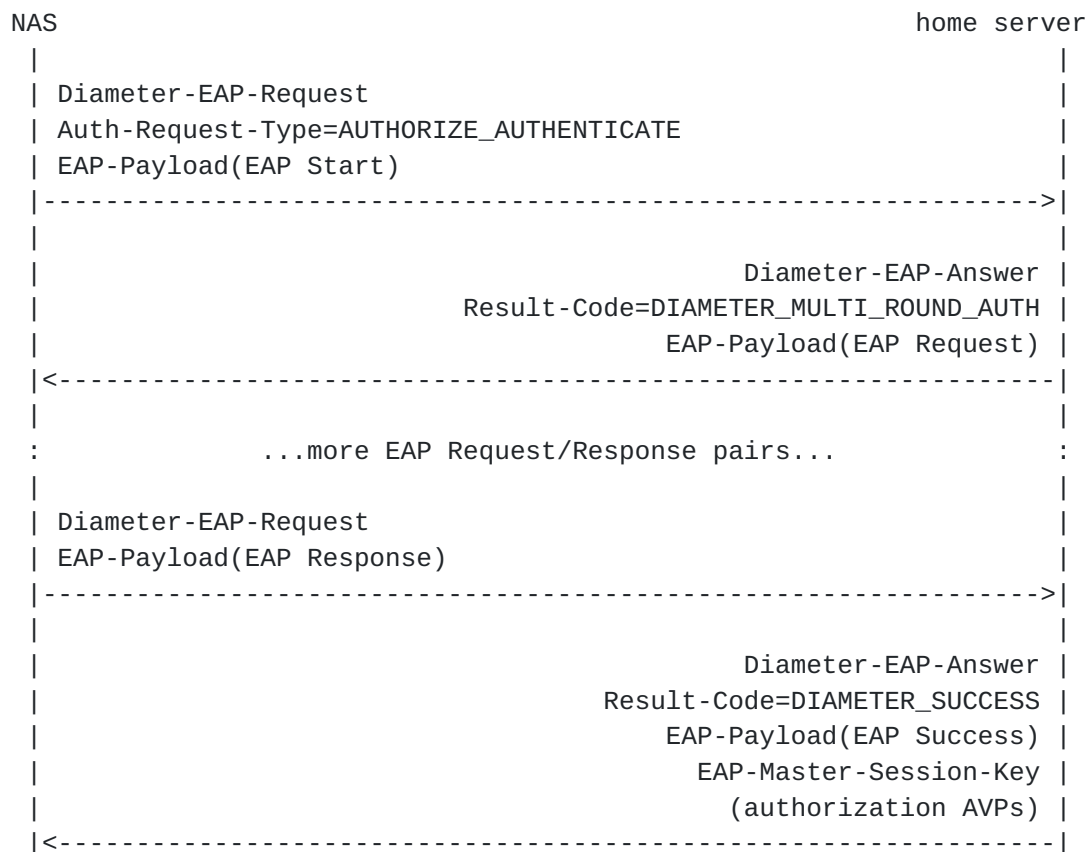 NAS home server
Diameter-EAP-Request
Auth-Request-Type=AUTHORIZE_AUTHENTICATE
EAP-Payload(EAP Start)
Diameter-EAP-Answer
Result-Code=DIAMETER_MULTI_ROUND_AUTH
EAP-Payload(EAP Request)
...more EAP Request/Response pairs...
Diameter-EAP-Request
EAP-Payload(EAP Response)
Diameter-EAP-Answer
Result-Code=DIAMETER_SUCCESS
EAP-Payload(EAP Success)
EAP-Master-Session-Key
(authorization AVPs)